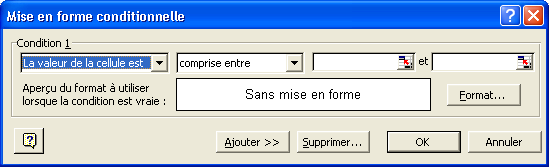 Mise en forme conditionnelle
Condition 1
La valeur de la cellule est comprise entre et
Aperçu du format à utiliser
lorsque la condition est vraie :
Sans mise en forme
Format...
Ajouter >> Supprimer... OK Annuler